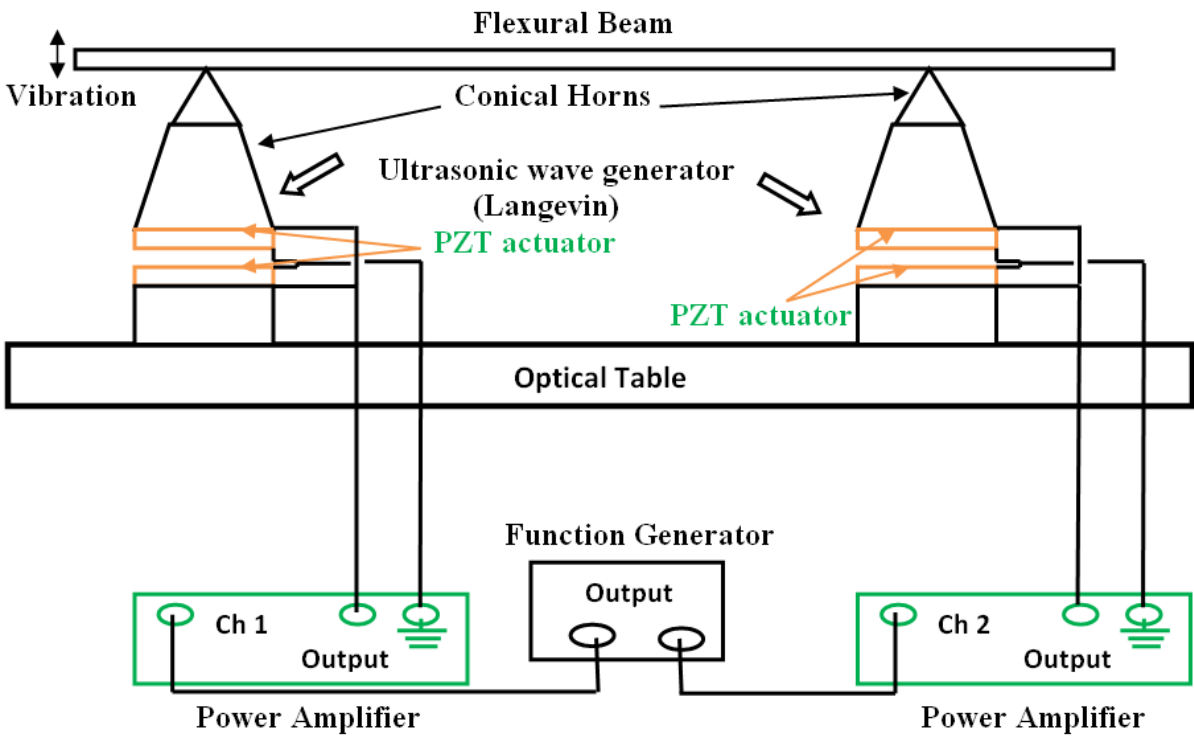 Flexural Beam
Vibration
Conical Horns
Ultrasonic wave generator
(Langevin)
PZT actuator
PZT actuator
Optical Table
Function Generator
Output
Ch 1
Output
Ch 2
Output
Power Amplifier
Power Amplifier